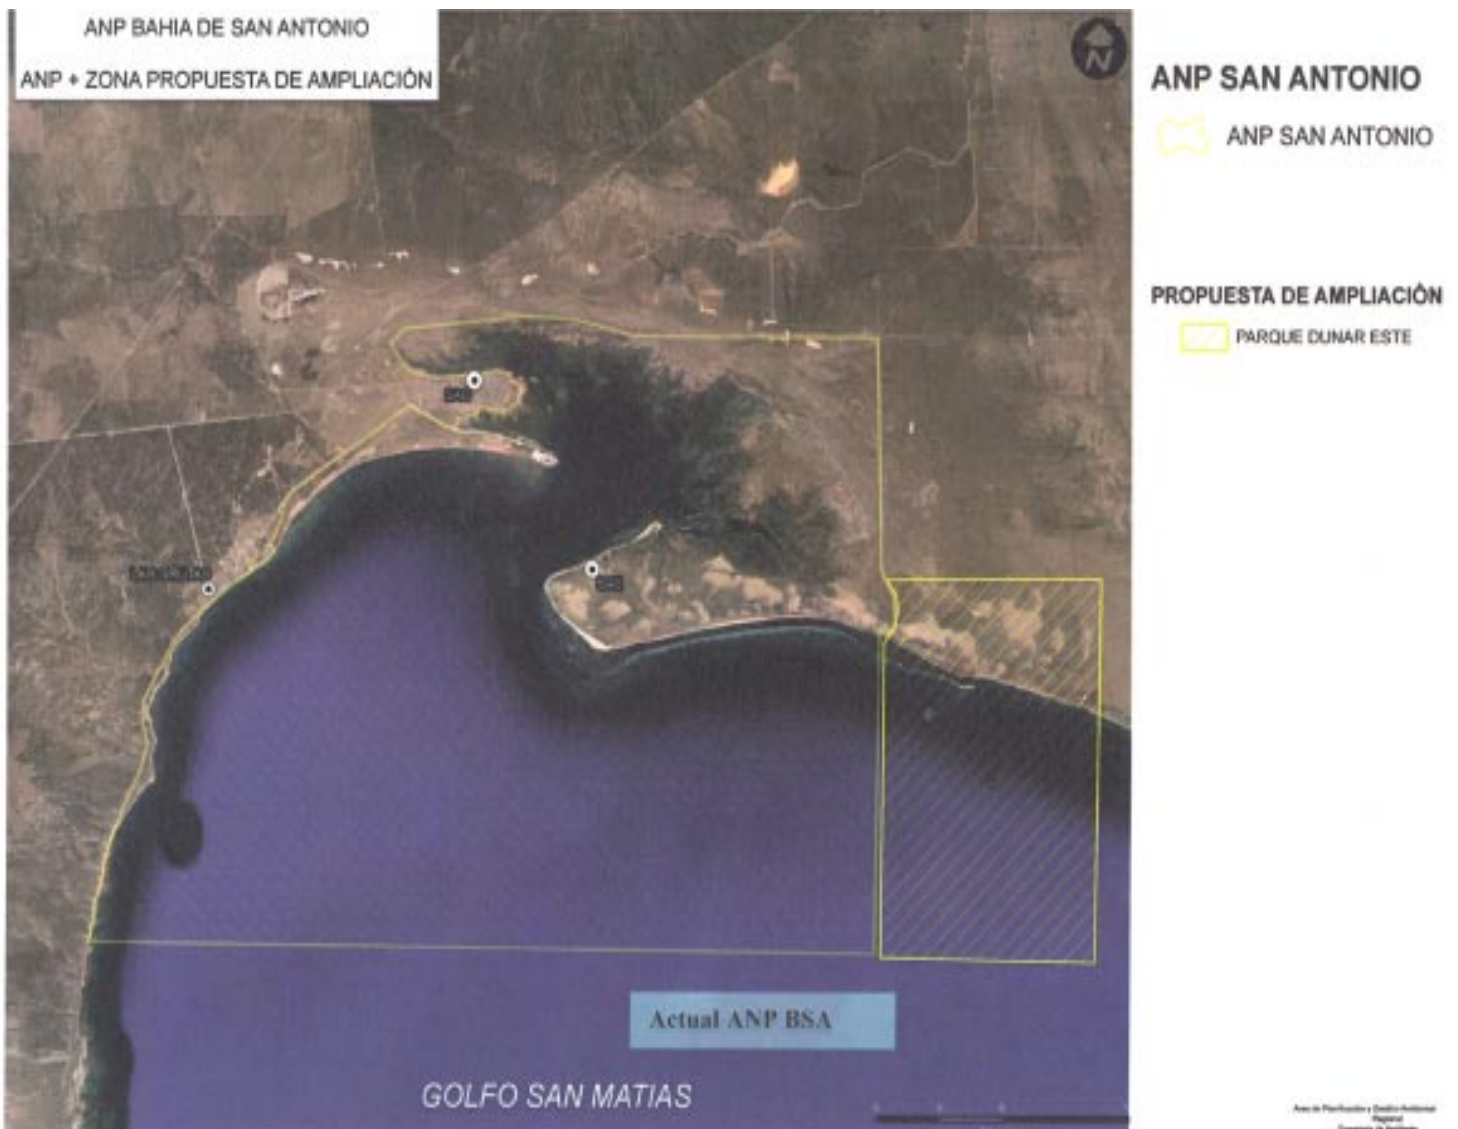 ANP BAHIA DE SAN ANTONIO
ANP + ZONA PROPUESTA DE AMPLIACIÓN
N
ANP SAN ANTONIO
ANP SAN ANTONIO
PROPUESTA DE AMPLIACIÓN
PARQUE DUNAR ESTE
Actual ANP BSA
GOLFO SAN MATIAS